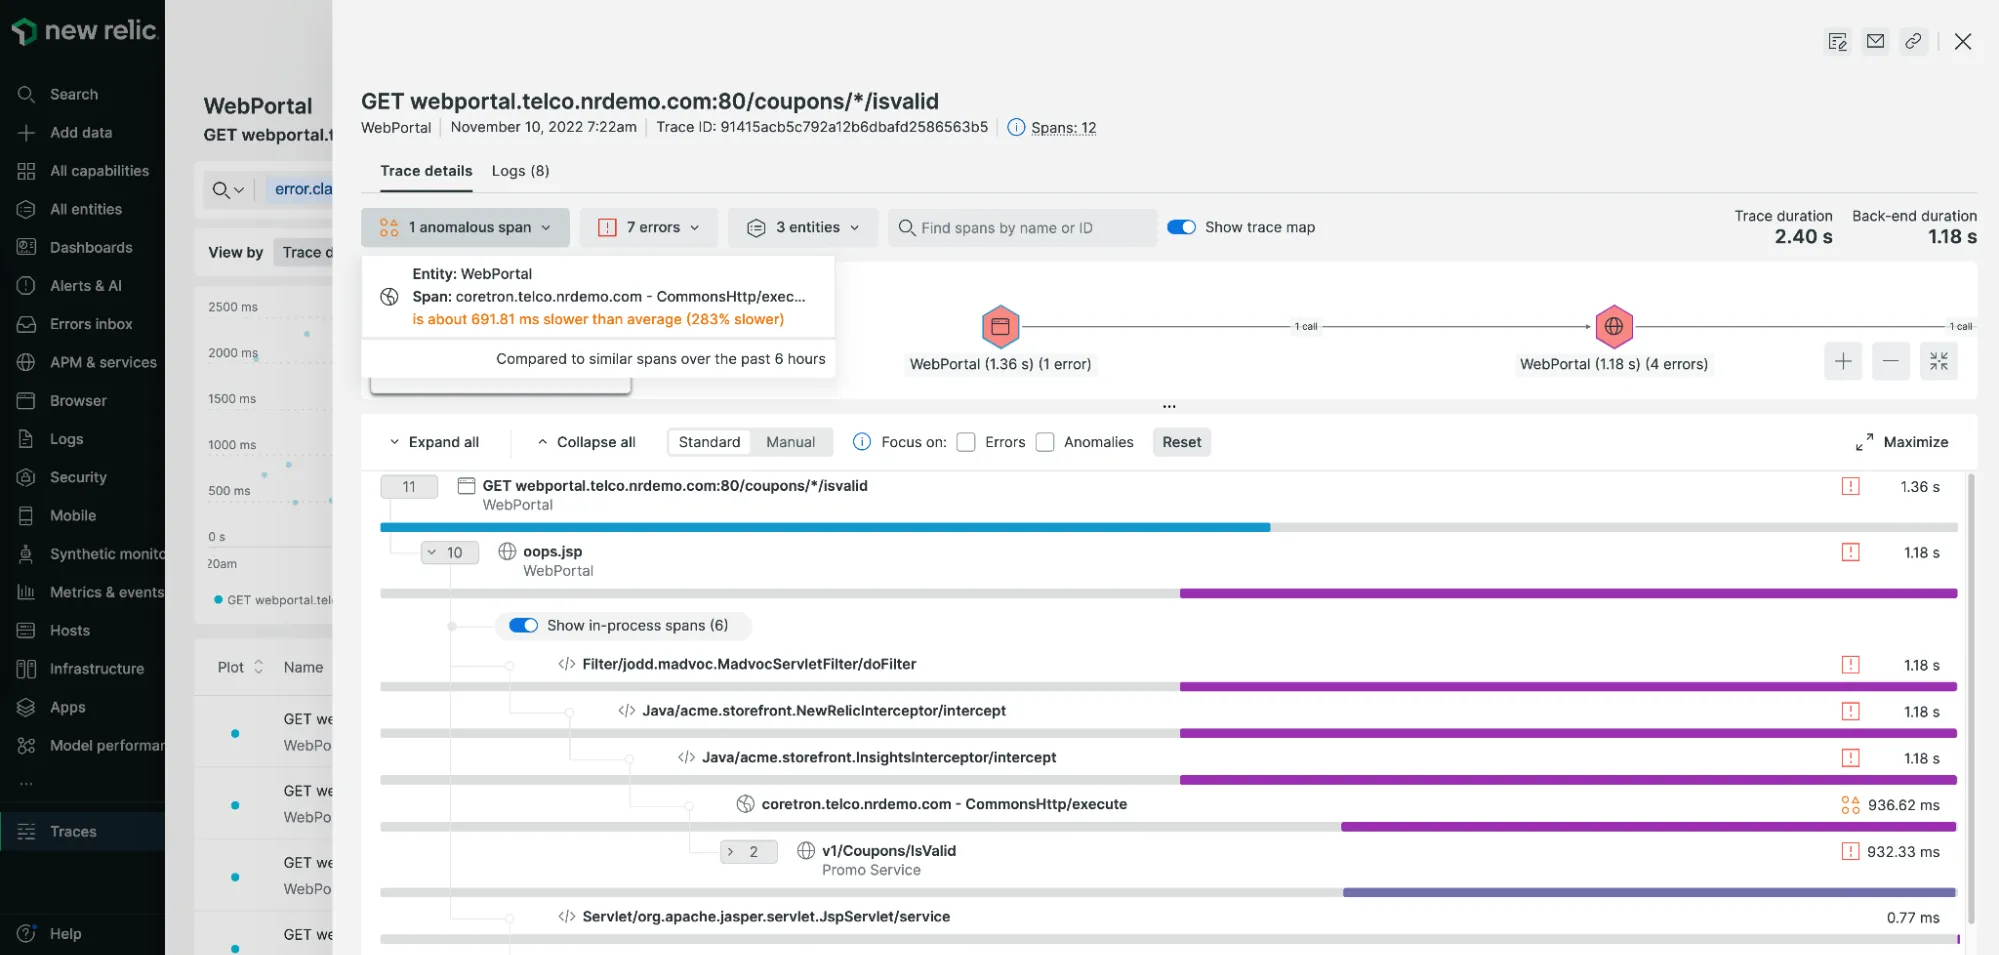 new relic.
Search
Add data
All capabilities
All entities
Dashboards
Alerts & AI
Errors inbox
APM & services
Browser
Logs
Security
Mobile
Synthetic monito
Metrics & events
Hosts
Infrastructure
Apps
Model performar
...
Traces
Help
WebPortal
GET webportal.t
error.cla
View by
Trace d
2500 ms
2000 ms
1500 ms
1000 ms
500 ms
0 s
20am
GET webportal.tel
Plot
Name
GET we
WebPo
GET we
WebPo
GET we
WebPo
GET we
GET webportal.telco.nrdemo.com:80/coupons/*/isvalid
WebPortal
November 10, 2022 7:22am
Trace ID: 91415acb5c792a12b6dbafd2586563b5
Spans: 12
Trace details
Logs (8)
1 anomalous span
7 errors
3 entities
Find spans by name or ID
Show trace map
Trace duration
2.40 s
Back-end duration
1.18 s
Entity: WebPortal
Span: coretron.telco.nrdemo.com - CommonsHttp/exec...
is about 691.81 ms slower than average (283% slower)
Compared to similar spans over the past 6 hours
1 call
1 call
WebPortal (1.36 s) (1 error)
WebPortal (1.18 s) (4 errors)
...
Expand all
Collapse all
Standard
Manual
Focus on:
Errors
Anomalies
Reset
Maximize
11
GET webportal.telco.nrdemo.com:80/coupons/*/isvalid
1.36 s
WebPortal
10
oops.jsp
1.18 s
WebPortal
Show in-process spans (6)
</> Filter/jodd.madvoc.MadvocServletFilter/doFilter
1.18 s
</> Java/acme.storefront.NewRelicInterceptor/intercept
1.18 s
</> Java/acme.storefront.InsightsInterceptor/intercept
1.18 s
coretron.telco.nrdemo.com - CommonsHttp/execute
936.62 ms
2
v1/Coupons/IsValid
932.33 ms
Promo Service
</> Servlet/org.apache.jasper.servlet.JspServlet/service
0.77 ms